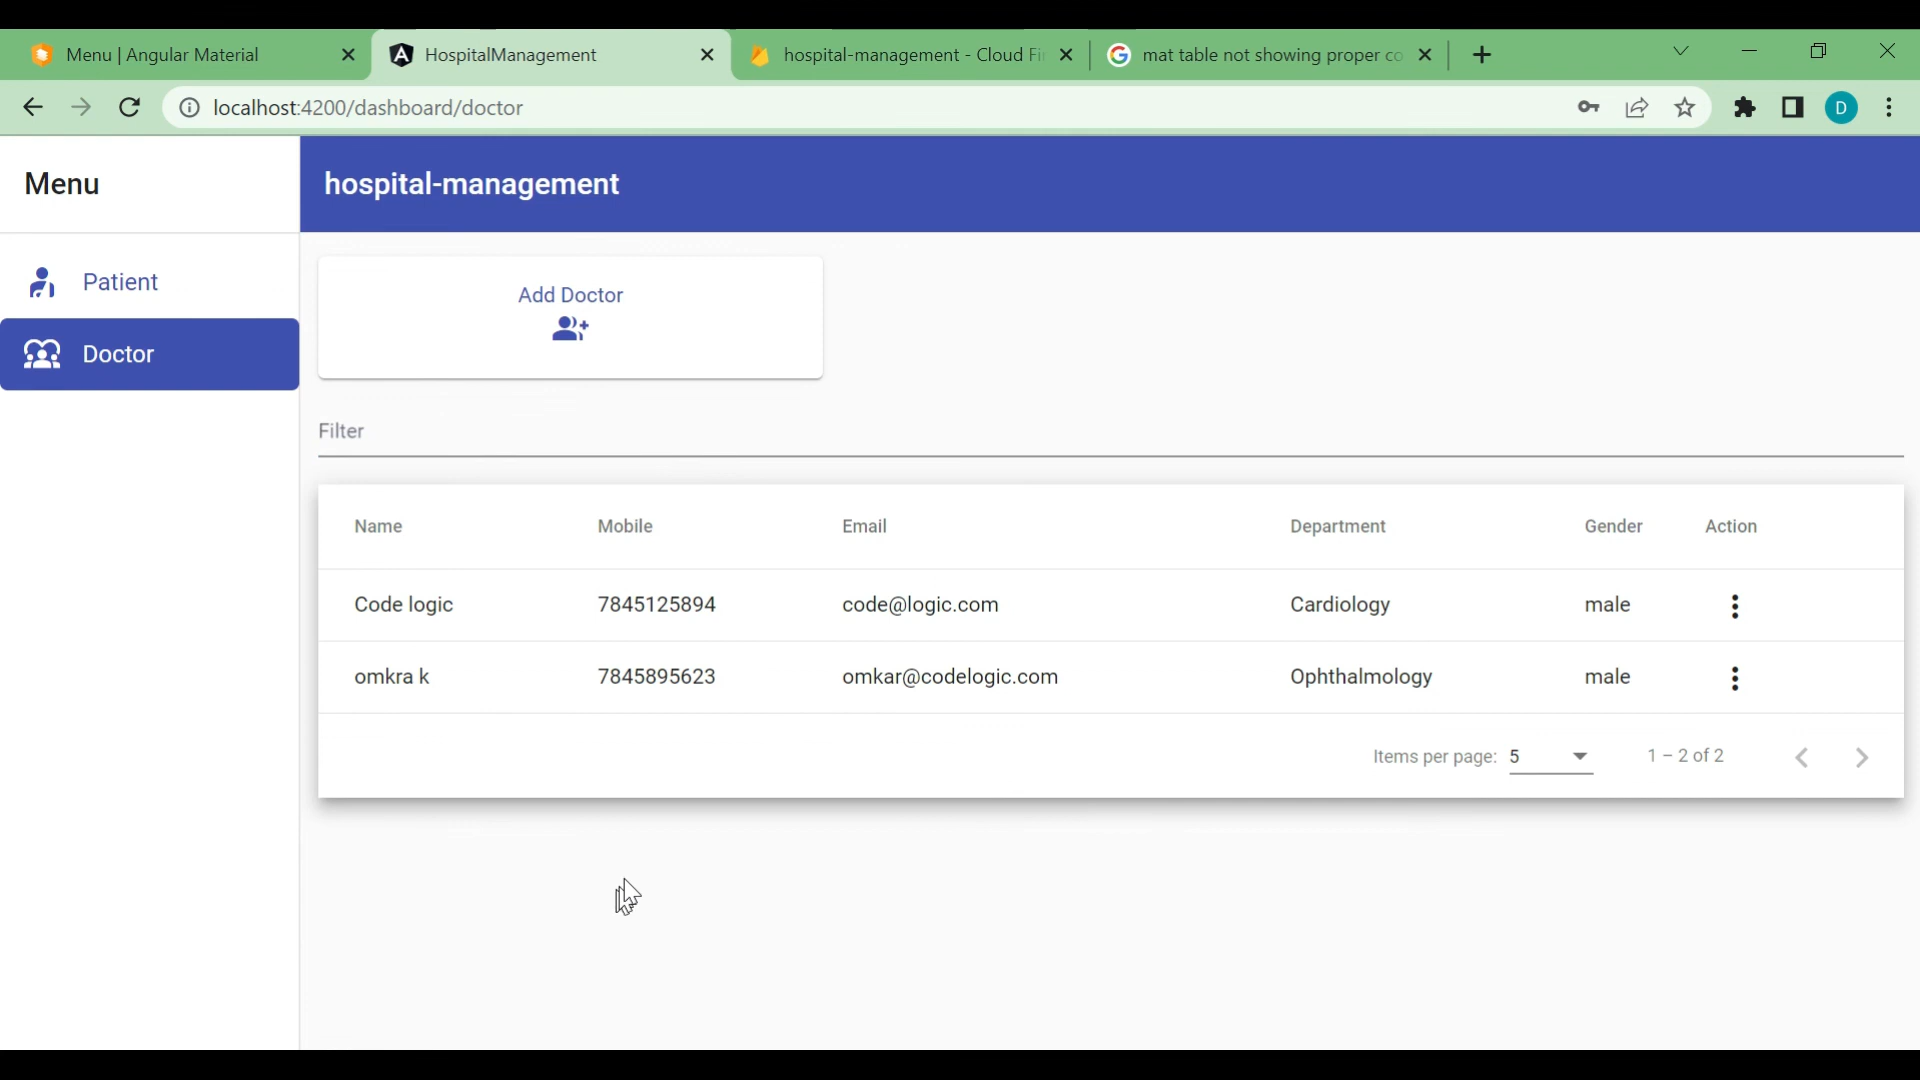 Menu | Angular Material
HospitalManagement
hospital-management - Cloud Fi
mat table not showing proper co
localhost:4200/dashboard/doctor
D
Menu
hospital-management
Patient
Doctor
Add Doctor
Filter
Name Mobile Email Department Gender Action
Code logic 7845125894 code@logic.com Cardiology male
omkra k 7845895623 omkar@codelogic.com Ophthalmology male
Items per page: 5 1 – 2 of 2